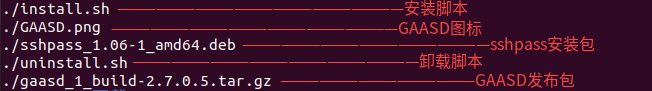 ./install.sh ————————————————安装脚本
./GAASD.png ————————————————GAASD图标
./sshpass_1.06-1_amd64.deb ————————————sshpass安装包
./uninstall.sh ————————————————卸载脚本
./gaasd_1_build-2.7.0.5.tar.gz ——————————GAASD发布包